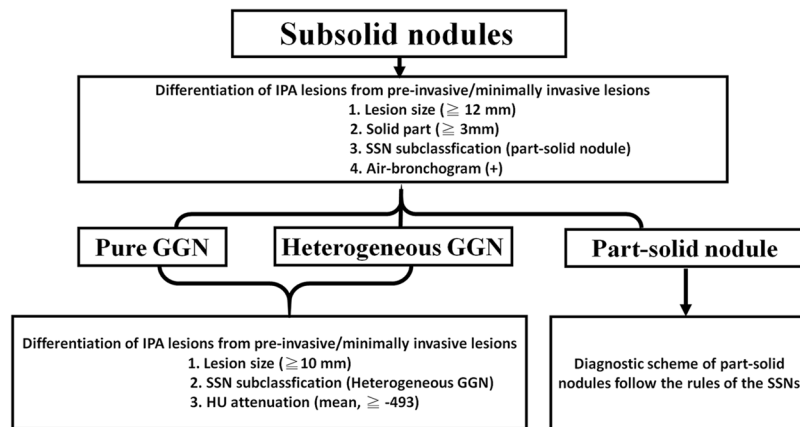 Subsolid nodules
Differentiation of IPA lesions from pre-invasive/minimally invasive lesions
1. Lesion size (≧ 12 mm)
2. Solid part (≧ 3mm)
3. SSN subclassfication (part-solid nodule)
4. Air-bronchogram (+)
Pure GGN
Heterogeneous GGN
Part-solid nodule
Differentiation of IPA lesions from pre-invasive/minimally invasive lesions
1. Lesion size (≧10 mm)
2. SSN subclassfication (Heterogeneous GGN)
3. HU attenuation (mean, ≧ -493)
Diagnostic scheme of part-solid
nodules follow the rules of the SSNs